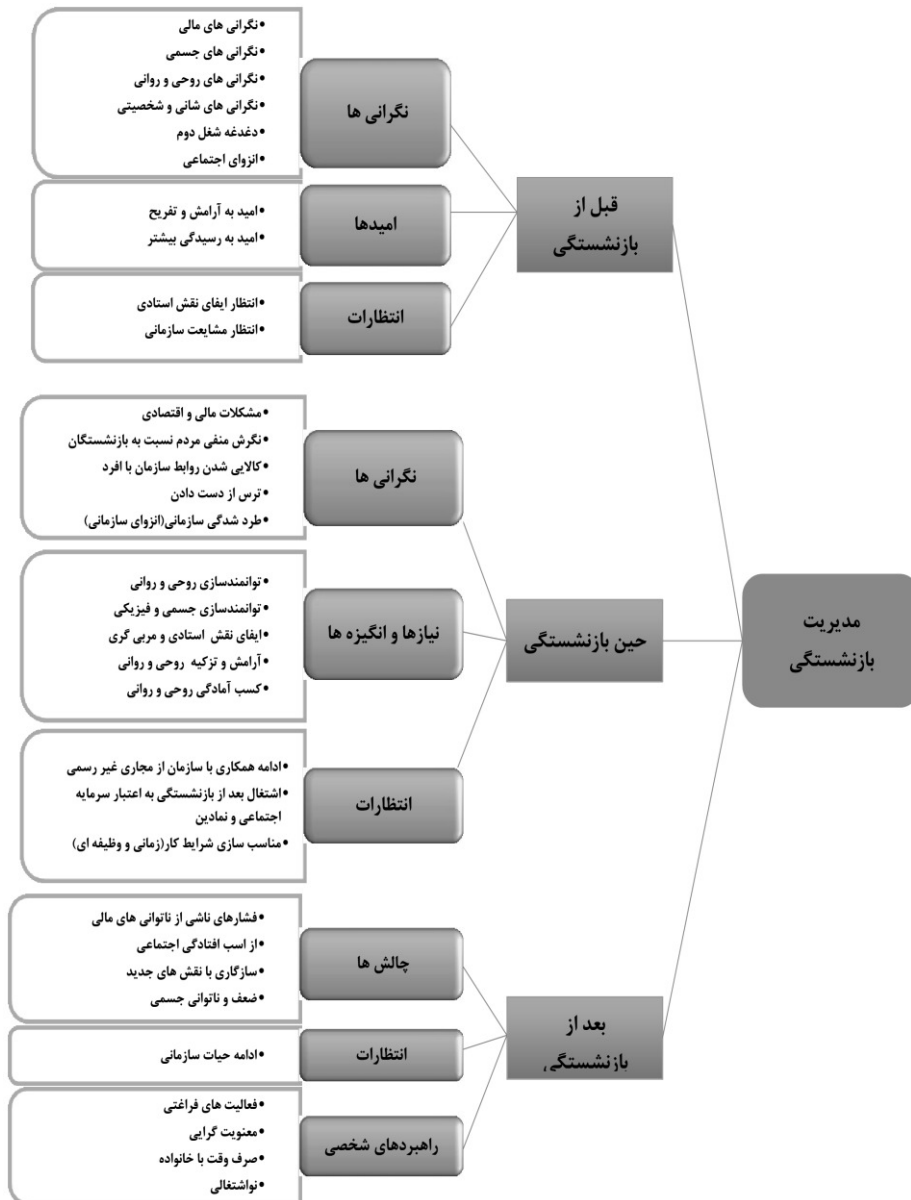 مدیریت
بازنشستگی
قبل از
بازنشستگی
نگرانی ها
•نگرانی های مالی
•نگرانی های جسمی
•نگرانی های روحی و روانی
•نگرانی های شانی و شخصیتی
•دغدغه شغل دوم
•انزوای اجتماعی
امیدها
•امید به آرامش و تفریح
•امید به رسیدگی بیشتر
انتظارات
•انتظار ایفای نقش استادی
•انتظار مشایعت سازمانی
حین بازنشستگی
نگرانی ها
•مشکلات مالی و اقتصادی
•نگرش منفی مردم نسبت به بازنشستگان
•کالایی شدن روابط سازمان با افرد
•ترس از دست دادن
•طرد شدگی سازمانی(انزوای سازمانی)
نیازها و انگیزه ها
•توانمندسازی روحی و روانی
•توانمندسازی جسمی و فیزیکی
•ایفای نقش استادی و مربی گری
•آرامش و تزکیه روحی و روانی
•کسب آمادگی روحی و روانی
انتظارات
•ادامه همکاری با سازمان از مجاری غیر رسمی
•اشتغال بعد از بازنشستگی به اعتبار سرمایه
اجتماعی و نمادین
•مناسب سازی شرایط کار(زمانی و وظیفه ای)
بعد از
بازنشستگی
چالش ها
•فشارهای ناشی از ناتوانی های مالی
•از اسب افتادگی اجتماعی
•سازگاری با نقش های جدید
•ضعف و ناتوانی جسمی
انتظارات
•ادامه حیات سازمانی
راهبردهای شخصی
•فعالیت های فراغتی
•معنویت گرایی
•صرف وقت با خانواده
•نواشتغالی